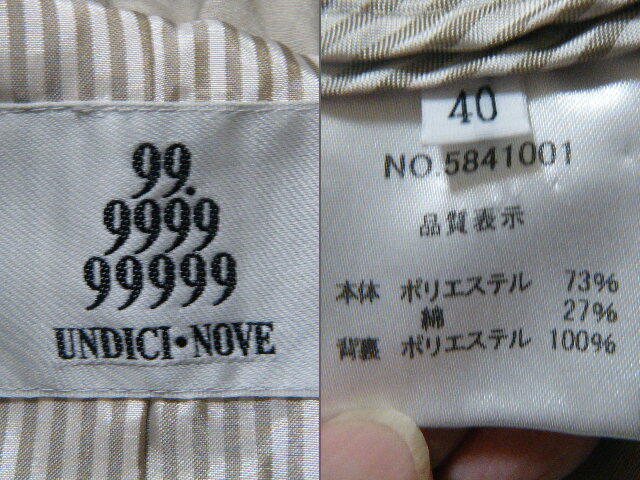 99.
9999
99999
UNDICI•NOVE
40
NO.5841001
品質表示
本体 ポリエステル 73%
綿 27%
背裏 ポリエステル 100%